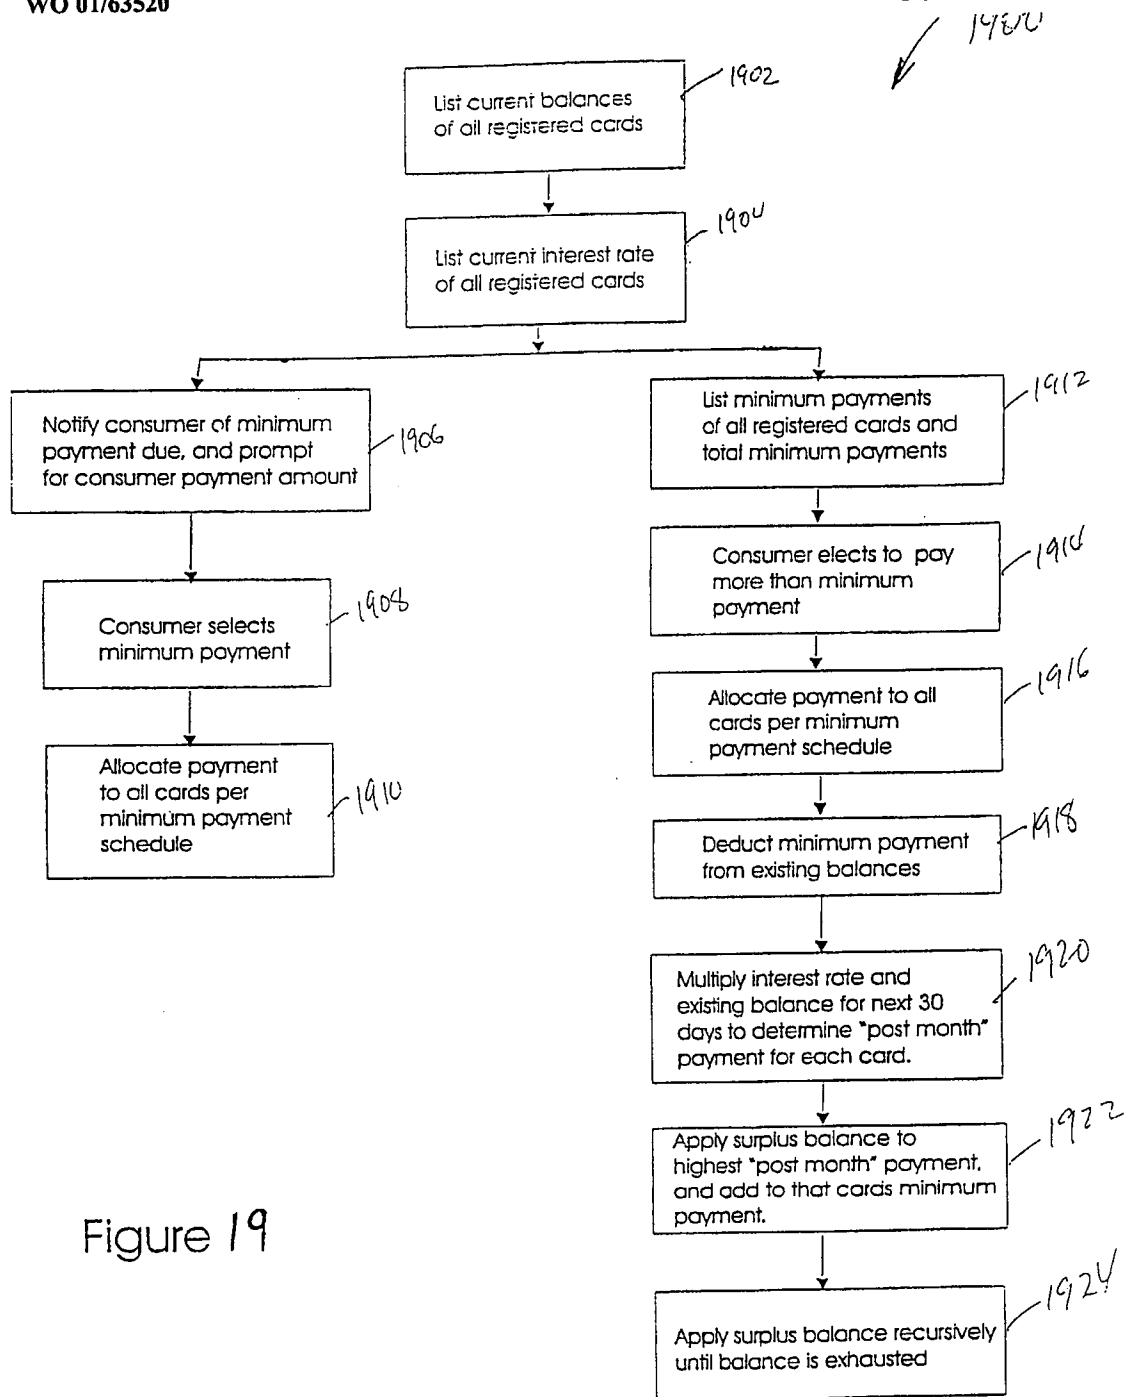 WO 01/63520
1900
1902
List current balances
of all registered cards
1904
List current interest rate
of all registered cards
Notify consumer of minimum
payment due, and prompt
for consumer payment amount
1906
Consumer selects
minimum payment
1908
Allocate payment
to all cards per
minimum payment
schedule
1910
List minimum payments
of all registered cards and
total minimum payments
1912
Consumer elects to pay
more than minimum
payment
1914
Allocate payment to all
cards per minimum
payment schedule
1916
Deduct minimum payment
from existing balances
1918
Multiply interest rate and
existing balance for next 30
days to determine "post month"
payment for each card.
1920
Apply surplus balance to
highest "post month" payment,
and add to that cards minimum
payment.
1922
Apply surplus balance recursively
until balance is exhausted
1924
Figure 19